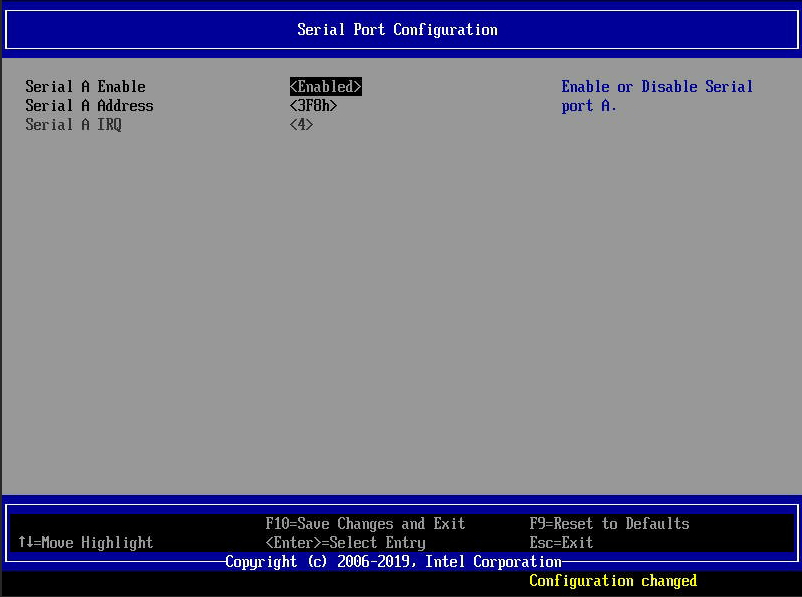 Serial Port Configuration
Serial A Enable <Enabled> Enable or Disable Serial
Serial A Address <3F8h> port A.
Serial A IRQ <4>
F10=Save Changes and Exit F9=Reset to Defaults
↑↓=Move Highlight <Enter>=Select Entry Esc=Exit
Copyright (c) 2006-2019, Intel Corporation
Configuration changed